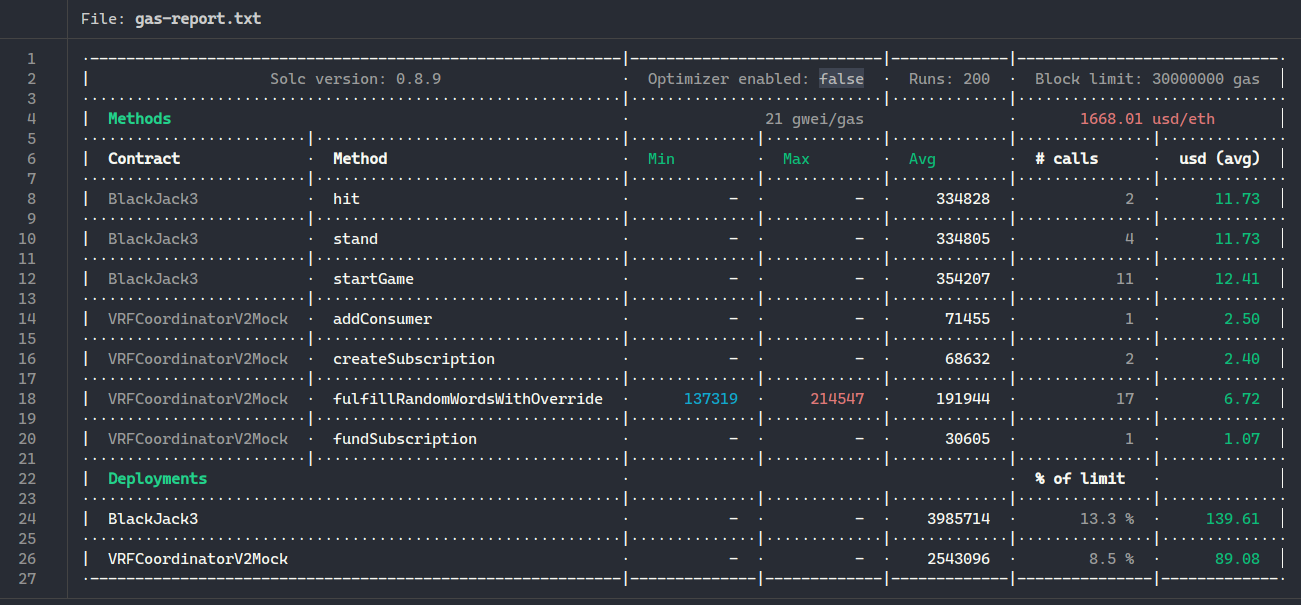 File: gas-report.txt
1 ·-----------------------------------------------------------|---------------------------|-------------|-----------------------------·
2 | Solc version: 0.8.9 · Optimizer enabled: false · Runs: 200 · Block limit: 30000000 gas |
3 ····························································|···························|·············|······························
4 | Methods · 21 gwei/gas · 1668.01 usd/eth |
5 ·························|··································|··············|············|·············|···············|··············
6 | Contract · Method · Min · Max · Avg · # calls · usd (avg) |
7 ·························|··································|··············|············|·············|···············|··············
8 | BlackJack3 · hit · - · - · 334828 · 2 · 11.73 |
9 ·························|··································|··············|············|·············|···············|··············
10 | BlackJack3 · stand · - · - · 334805 · 4 · 11.73 |
11 ·························|··································|··············|············|·············|···············|··············
12 | BlackJack3 · startGame · - · - · 354207 · 11 · 12.41 |
13 ·························|··································|··············|············|·············|···············|··············
14 | VRFCoordinatorV2Mock · addConsumer · - · - · 71455 · 1 · 2.50 |
15 ·························|··································|··············|············|·············|···············|··············
16 | VRFCoordinatorV2Mock · createSubscription · - · - · 68632 · 2 · 2.40 |
17 ·························|··································|··············|············|·············|···············|··············
18 | VRFCoordinatorV2Mock · fulfillRandomWordsWithOverride · 137319 · 214547 · 191944 · 17 · 6.72 |
19 ·························|··································|··············|············|·············|···············|··············
20 | VRFCoordinatorV2Mock · fundSubscription · - · - · 30605 · 1 · 1.07 |
21 ·························|··································|··············|············|·············|···············|··············
22 | Deployments · · % of limit · |
23 ····························································|··············|············|·············|···············|··············
24 | BlackJack3 · - · - · 3985714 · 13.3 % · 139.61 |
25 ····························································|··············|············|·············|···············|··············
26 | VRFCoordinatorV2Mock · - · - · 2543096 · 8.5 % · 89.08 |
27 ·-----------------------------------------------------------|--------------|------------|-------------|---------------|-------------·